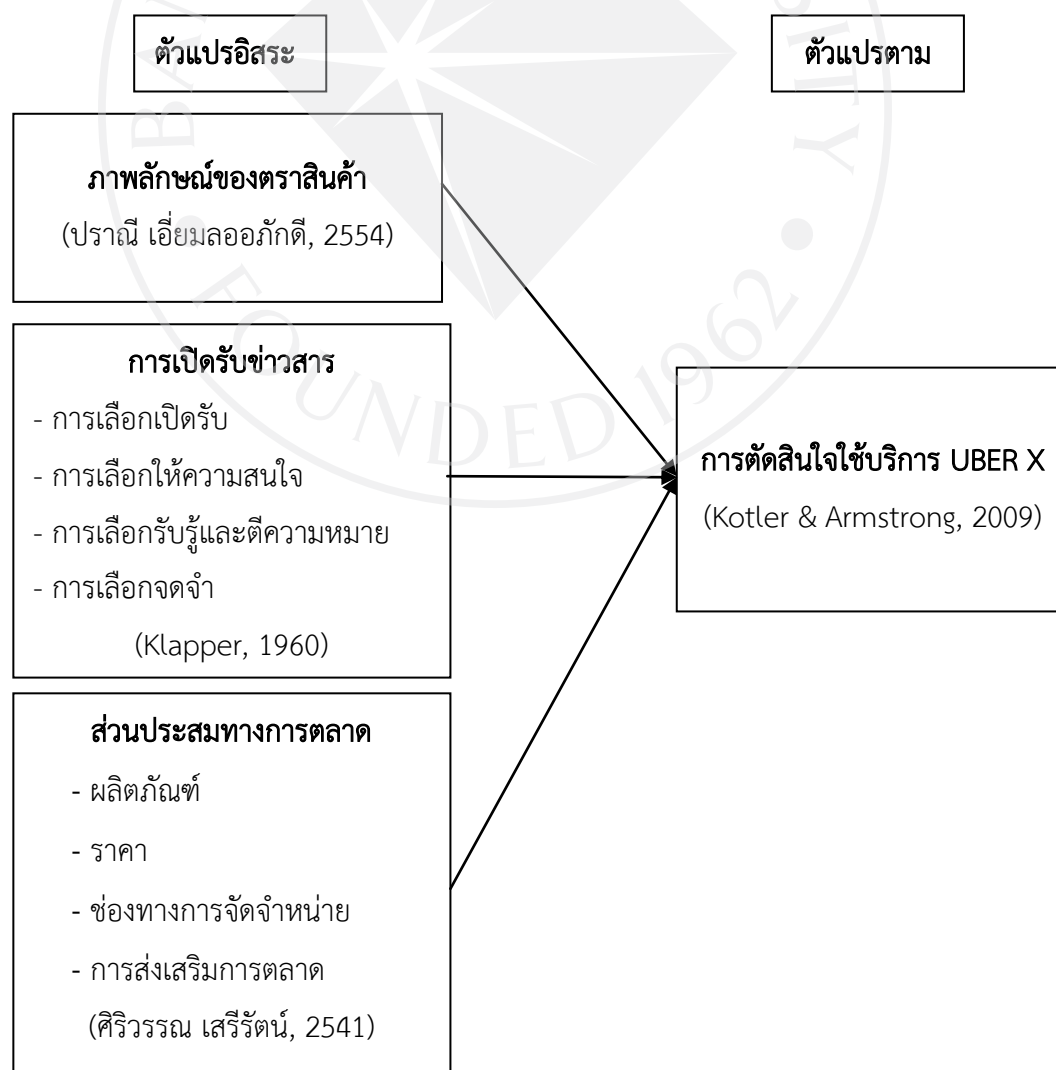 ตัวแปรอิสระ
ตัวแปรตาม
ภาพลักษณ์ของตราสินค้า
(ปราณี เอี่ยมลออภักดี, 2554)
การเปิดรับข่าวสาร
- การเลือกเปิดรับ
- การเลือกให้ความสนใจ
- การเลือกรับรู้และตีความหมาย
- การเลือกจดจำ
(Klapper, 1960)
ส่วนประสมทางการตลาด
- ผลิตภัณฑ์
- ราคา
- ช่องทางการจัดจำหน่าย
- การส่งเสริมการตลาด
(ศิริวรรณ เสรีรัตน์, 2541)
การตัดสินใจใช้บริการ UBER X
(Kotler & Armstrong, 2009)
FOUNDED 1962